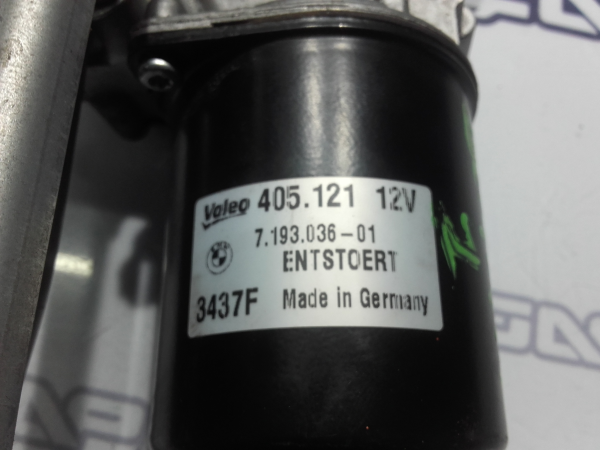 Valeo 405.121 12V
7.193.036-01
ENTSTOERT
3437F Made in Germany